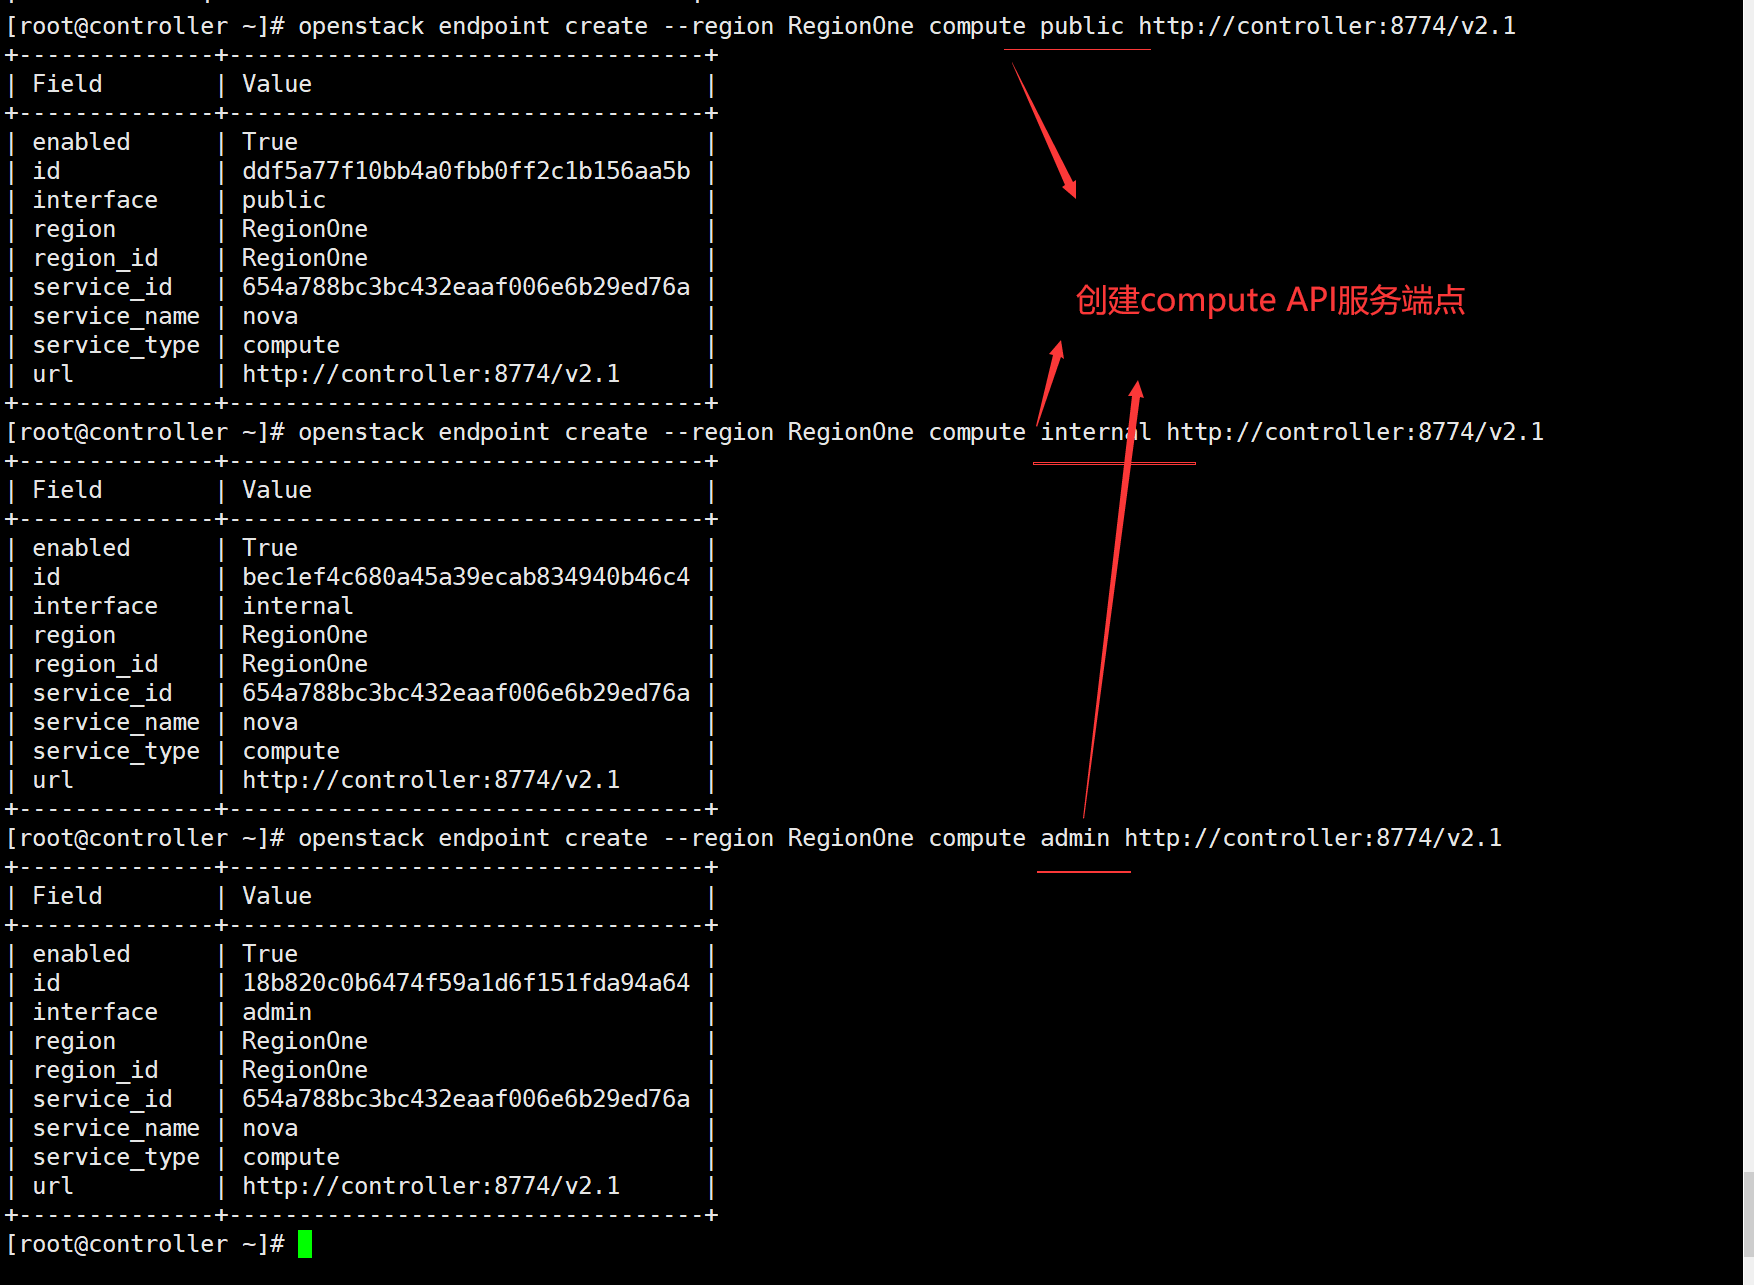 [root@controller ~]# openstack endpoint create --region RegionOne compute public http://controller:8774/v2.1
+--------------+----------------------------------+
| Field        | Value                            |
+--------------+----------------------------------+
| enabled      | True                             |
| id           | ddf5a77f10bb4a0fbb0ff2c1b156aa5b |
| interface    | public                           |
| region       | RegionOne                        |
| region_id    | RegionOne                        |
| service_id   | 654a788bc3bc432eaaf006e6b29ed76a |
创建compute API服务端点
| service_name | nova                             |
| service_type | compute                          |
| url          | http://controller:8774/v2.1      |
+--------------+----------------------------------+
[root@controller ~]# openstack endpoint create --region RegionOne compute internal http://controller:8774/v2.1
+--------------+----------------------------------+
| Field        | Value                            |
+--------------+----------------------------------+
| enabled      | True                             |
| id           | bec1ef4c680a45a39ecab834940b46c4 |
| interface    | internal                         |
| region       | RegionOne                        |
| region_id    | RegionOne                        |
| service_id   | 654a788bc3bc432eaaf006e6b29ed76a |
| service_name | nova                             |
| service_type | compute                          |
| url          | http://controller:8774/v2.1      |
+--------------+----------------------------------+
[root@controller ~]# openstack endpoint create --region RegionOne compute admin http://controller:8774/v2.1
+--------------+----------------------------------+
| Field        | Value                            |
+--------------+----------------------------------+
| enabled      | True                             |
| id           | 18b820c0b6474f59a1d6f151fda94a64 |
| interface    | admin                            |
| region       | RegionOne                        |
| region_id    | RegionOne                        |
| service_id   | 654a788bc3bc432eaaf006e6b29ed76a |
| service_name | nova                             |
| service_type | compute                          |
| url          | http://controller:8774/v2.1      |
+--------------+----------------------------------+
[root@controller ~]#